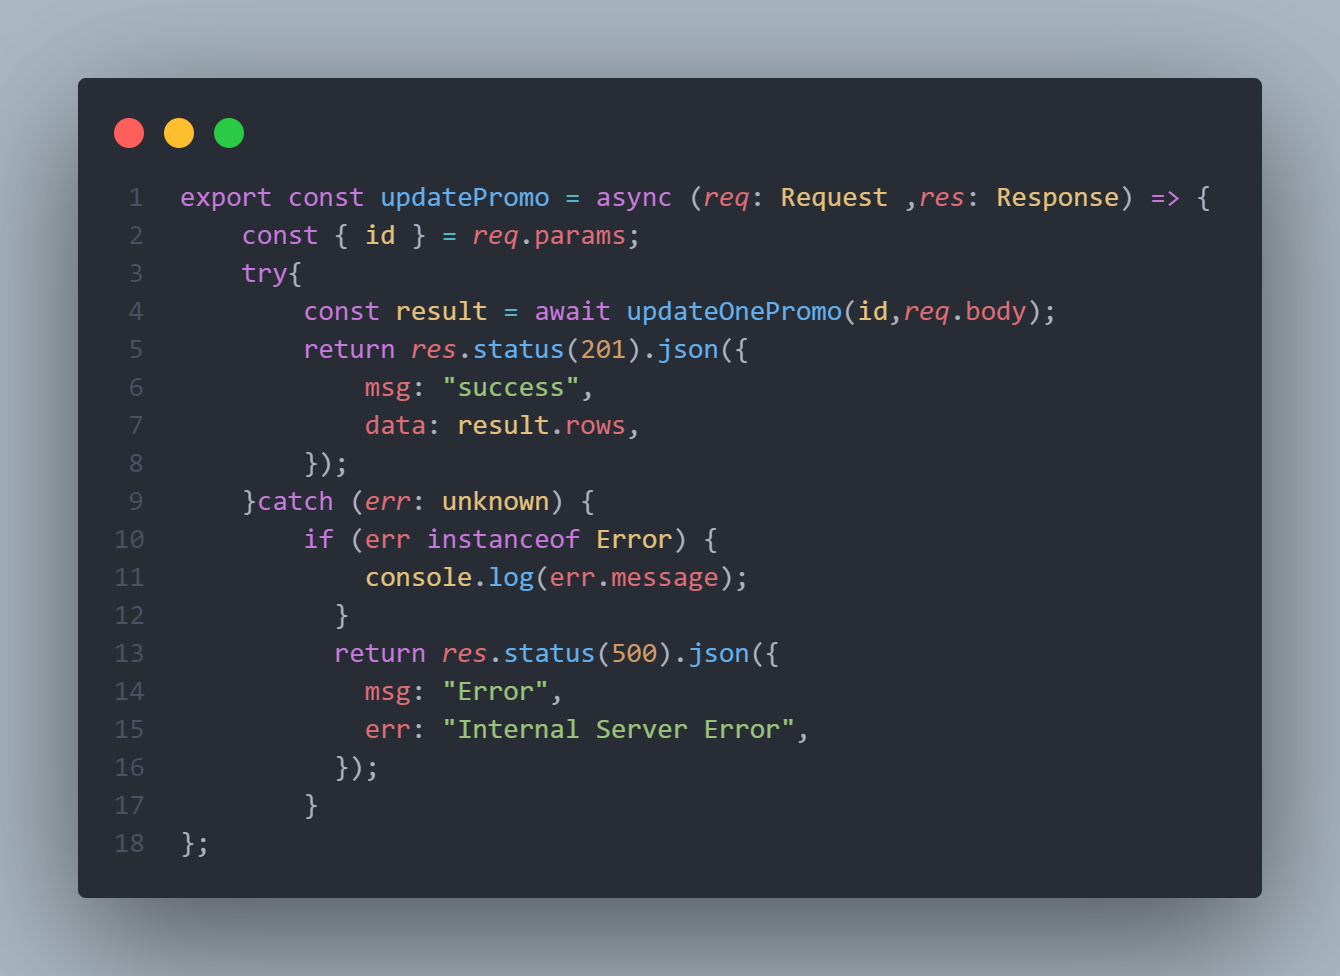 1 export const updatePromo = async (req: Request ,res: Response) => {
2     const { id } = req.params;
3     try{
4         const result = await updateOnePromo(id,req.body);
5         return res.status(201).json({
6             msg: "success",
7             data: result.rows,
8         });
9     }catch (err: unknown) {
10         if (err instanceof Error) {
11             console.log(err.message);
12           }
13           return res.status(500).json({
14             msg: "Error",
15             err: "Internal Server Error",
16           });
17         }
18 };